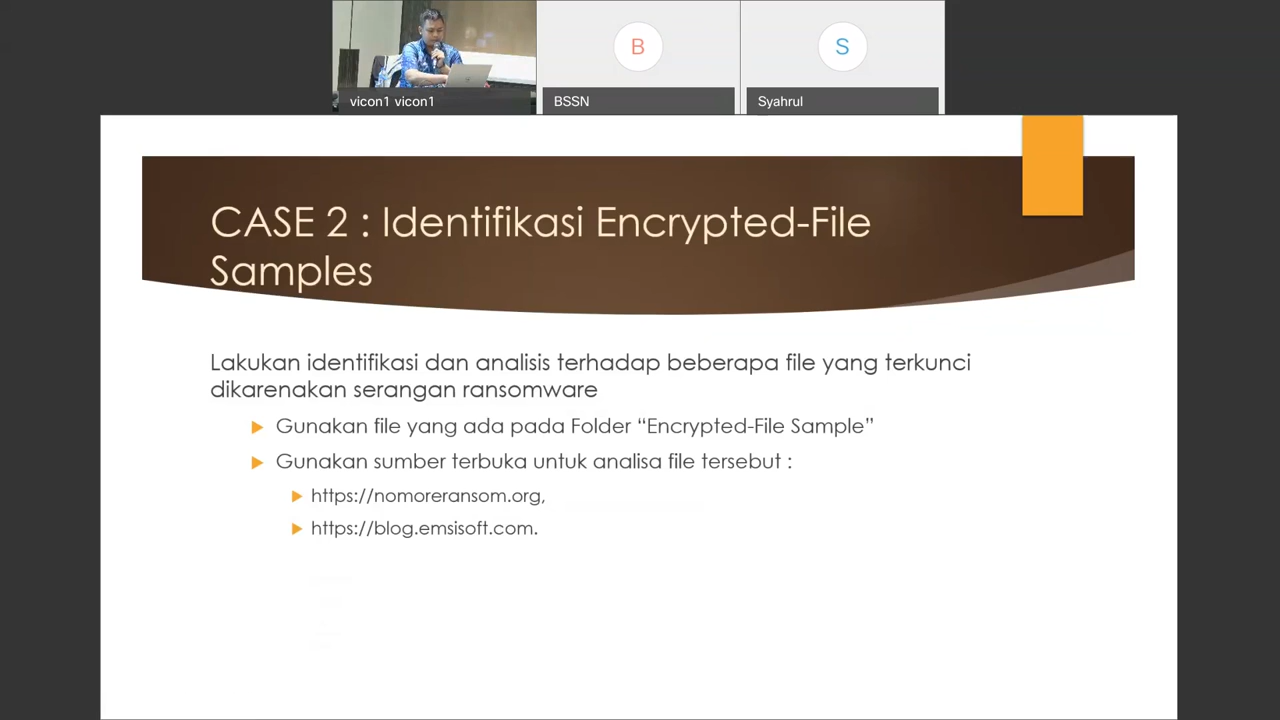 vicon1 vicon1
B
BSSN
S
Syahrul
CASE 2 : Identifikasi Encrypted-File
Samples
Lakukan identifikasi dan analisis terhadap beberapa file yang terkunci
dikarenakan serangan ransomware
Gunakan file yang ada pada Folder “Encrypted-File Sample”
Gunakan sumber terbuka untuk analisa file tersebut :
https://nomoreransom.org,
https://blog.emsisoft.com.